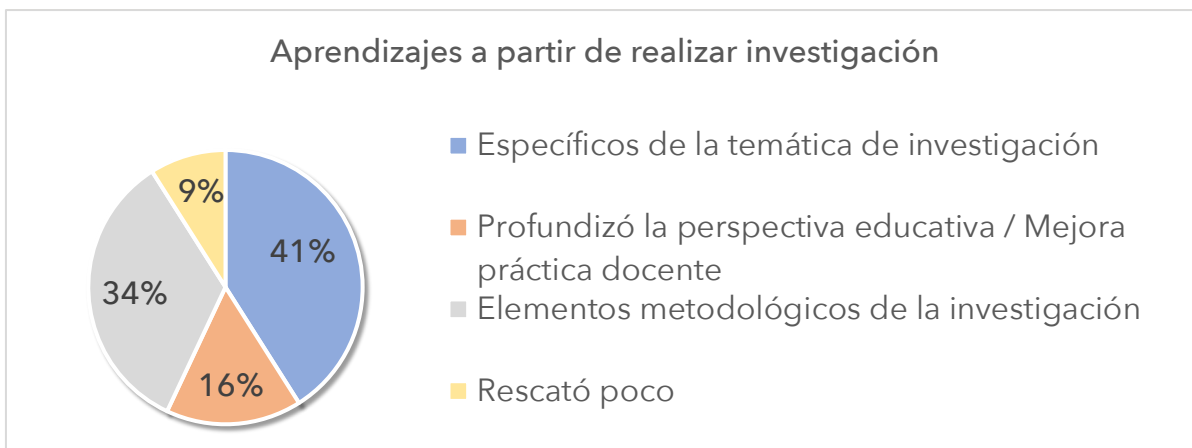 Aprendizajes a partir de realizar investigación
Específicos de la temática de investigación
Profundizó la perspectiva educativa / Mejora
práctica docente
Elementos metodológicos de la investigación
Rescató poco
9%
41%
34%
16%